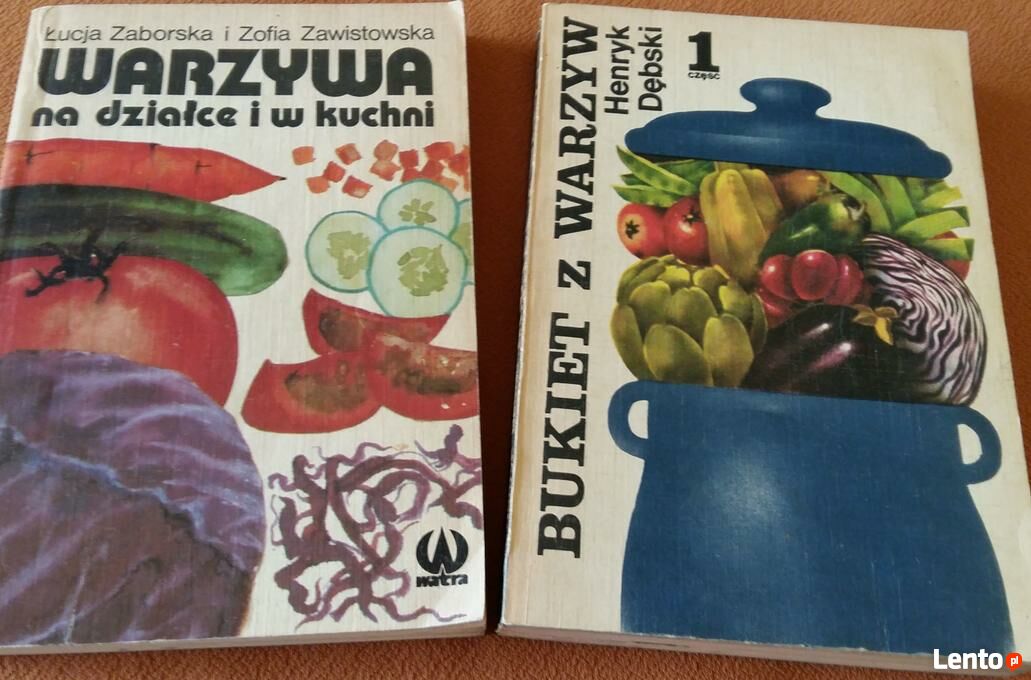 Łucja Zaborska i Zofia Zawistowska
WARZYWA
na działce i w kuchni
watra
BUKIET z WARZYW
Henryk
Dębski
1
część
Lento pl